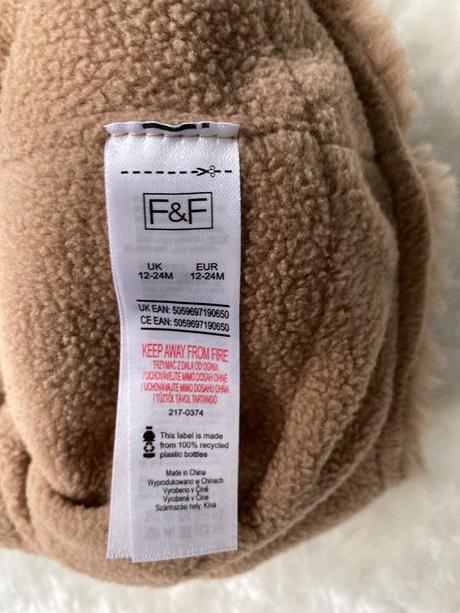 F&F
UK EUR
12-24M 12-24M
UK EAN: 5059697190650
CE EAN: 5059697190650
KEEP AWAY FROM FIRE
TRZYMAĆ Z DALA OD OGNIA
/ UCHOVÁVEJTE MIMO DOSAH OHNĚ
/ UCHOVÁVAJTE MIMO DOSAHU OHŇA
/ TŰZTŐL TÁVOL TARTANDÓ
217-0374
This label is made
from 100% recycled
plastic bottles
Made in China
Wyprodukowano w Chinach
Vyrobeno v Číně
Vyrobené v Číne
Származási hely: Kína